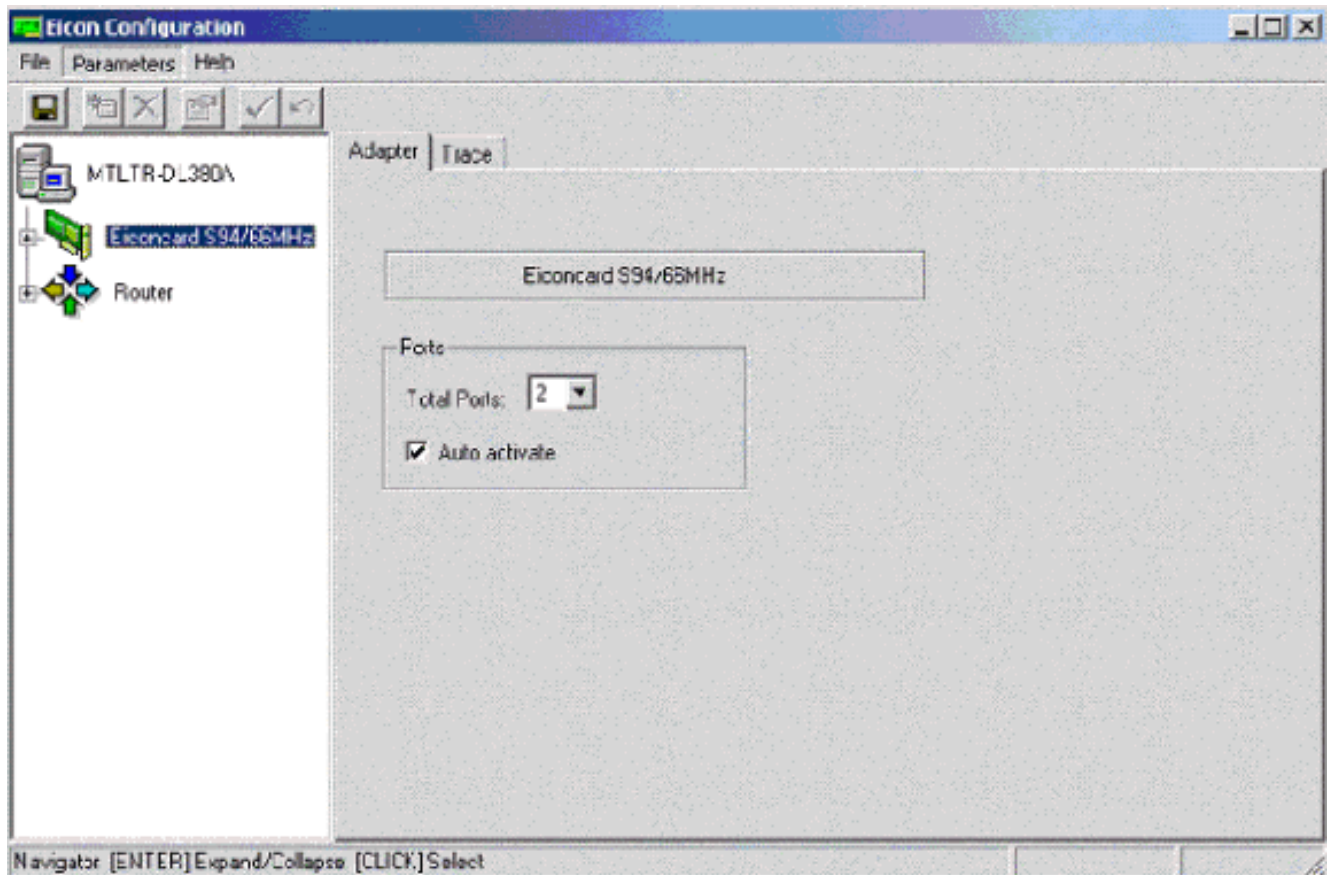 Eicon Configuration
File Parameters Help
MTLTR-DL380A
Adapter Trace
Eiconcard S94/66MHz
Router
Eiconcard S94/66MHz
Ports
Total Ports: 2
Auto activate
Navigator [ENTER] Expand/Collapse [CLICK] Select